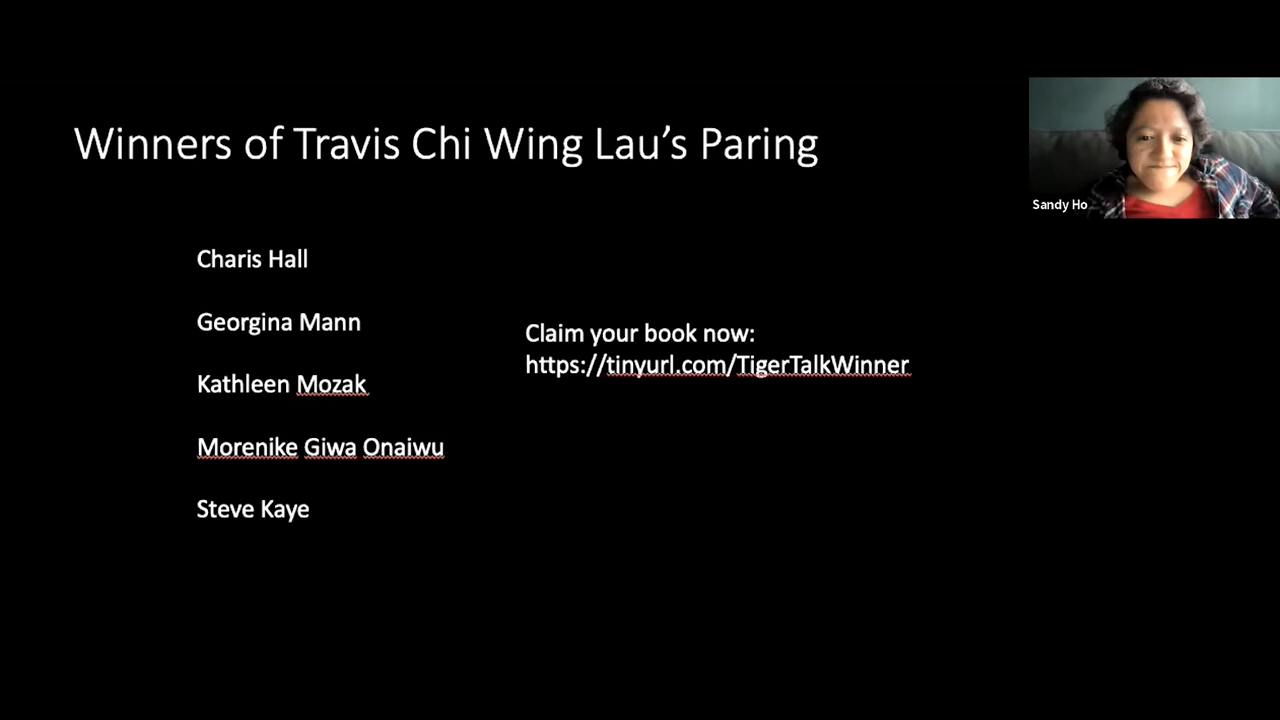 Winners of Travis Chi Wing Lau’s Paring
Sandy Ho
Charis Hall
Georgina Mann
Kathleen Mozak
Morenike Giwa Onaiwu
Steve Kaye
Claim your book now:
https://tinyurl.com/TigerTalkWinner